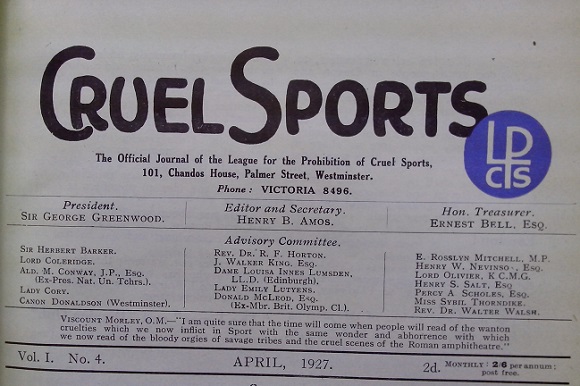 CRUEL SPORTS
LPCS
The Official Journal of the League for the Prohibition of Cruel Sports,
101, Chandos House, Palmer Street, Westminster.
Phone: VICTORIA 8496.
President.
SIR GEORGE GREENWOOD.
Editor and Secretary.
HENRY B. AMOS.
Hon. Treasurer.
ERNEST BELL, ESQ.
Advisory Committee.
SIR HERBERT BARKER.
LORD COLERIDGE.
ALD. M. CONWAY, J.P., ESQ.
(Ex-Pres. Nat. Un. Tchrs.).
LADY CORY.
CANON DONALDSON (Westminster).
REV. DR. R. F. HORTON.
J. WALKER KING, ESQ.
DAME LOUISA INNES LUMSDEN,
LL.D. (Edinburgh).
LADY EMILY LUTYENS.
DONALD MCLEOD, ESQ.
(Ex-Mbr. Brit. Olymp. Cl.).
E. ROSSLYN MITCHELL, M.P.
HENRY W. NEVINSO, ESQ.
LORD OLIVIER, K C.M.G.
HENRY S. SALT, ESQ
PERCY A SCHOLES, ESQ.
MISS SYBIL THORNDIKE.
REV. DR. WALTER WALSH.
VISCOUNT MORLEY, O.M.—"I am quite sure that the time will come when people will read of the wanton
cruelties which we now inflict in Sport with the same wonder and abhorrence with which
we now read of the bloody orgies of savage tribes and the cruel scenes of the Roman amphitheatre."
Vol. I. No. 4.
APRIL, 1927.
2d. MONTHLY: 2/6 per annum;
post free.